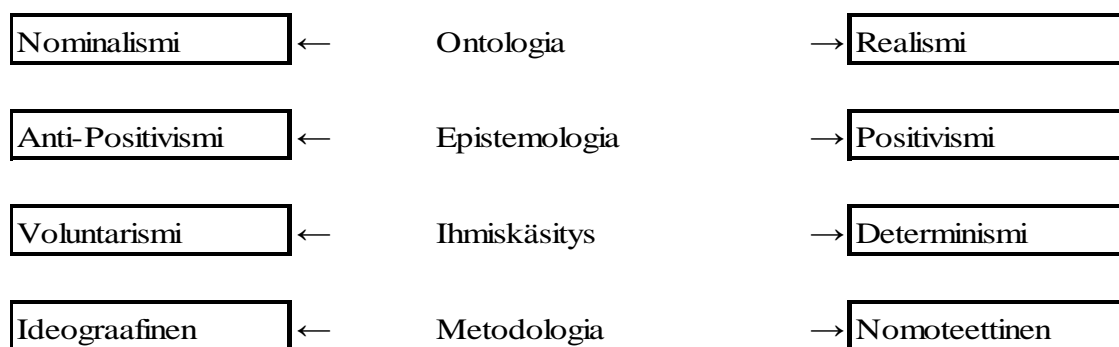 Nominalismi ← Ontologia → Realismi
Anti-Positivismi ← Epistemologia → Positivismi
Voluntarismi ← Ihmiskäsitys → Determinismi
Ideograafinen ← Metodologia → Nomoteettinen